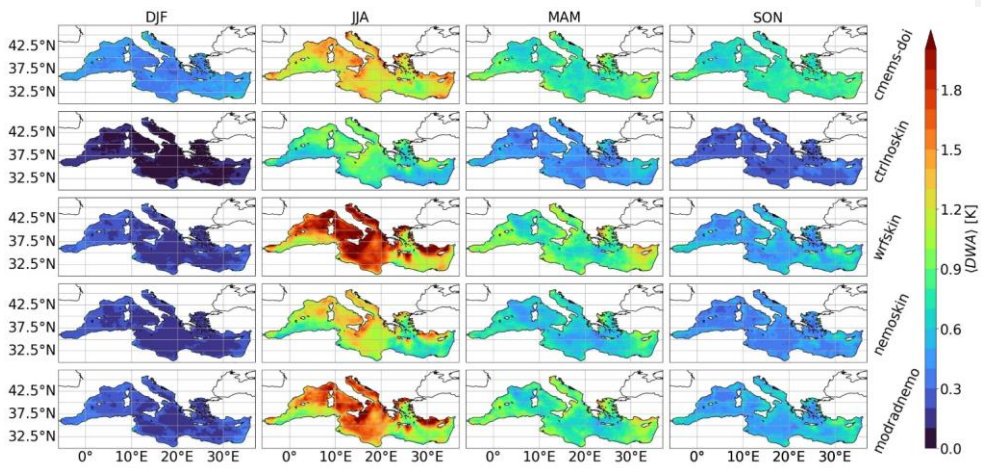 DJF JJA MAM SON
42.5°N
37.5°N
32.5°N
cmems-doi
42.5°N
37.5°N
32.5°N
ctrlnoskin
42.5°N
37.5°N
32.5°N
wrfskin
42.5°N
37.5°N
32.5°N
nemoskin
42.5°N
37.5°N
32.5°N
modradnemo
0° 10°E 20°E 30°E 0° 10°E 20°E 30°E 0° 10°E 20°E 30°E 0° 10°E 20°E 30°E
1.8
1.5
1.2
0.9
0.6
0.3
0.0
⟨DWA⟩ [K]